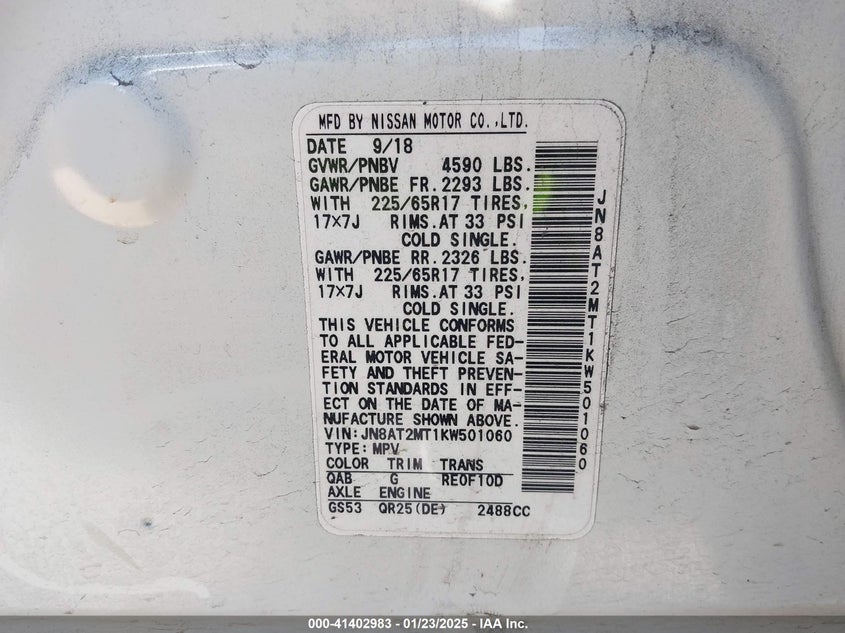 MFD BY NISSAN MOTOR CO.,LTD.
DATE 9/18
GVWR/PNBV 4590 LBS.
GAWR/PNBE FR.2293 LBS.
WITH 225/65R17 TIRES,
17×7J RIMS.AT 33 PSI
COLD SINGLE.
GAWR/PNBE RR.2326 LBS.
WITH 225/65R17 TIRES,
17×7J RIMS.AT 33 PSI
COLD SINGLE.
THIS VEHICLE CONFORMS
TO ALL APPLICABLE FED-
ERAL MOTOR VEHICLE SA-
FETY AND THEFT PREVEN-
TION STANDARDS IN EFF-
ECT ON THE DATE OF MA-
NUFACTURE SHOWN ABOVE.
VIN:JN8AT2MT1KW501060
TYPE:MPV
COLOR TRIM TRANS
QAB G RE0F10D
AXLE ENGINE
GS53 QR25(DE) 2488CC
JN8AT2MT1KW501060
000-41402983 - 01/23/2025 - IAA Inc.